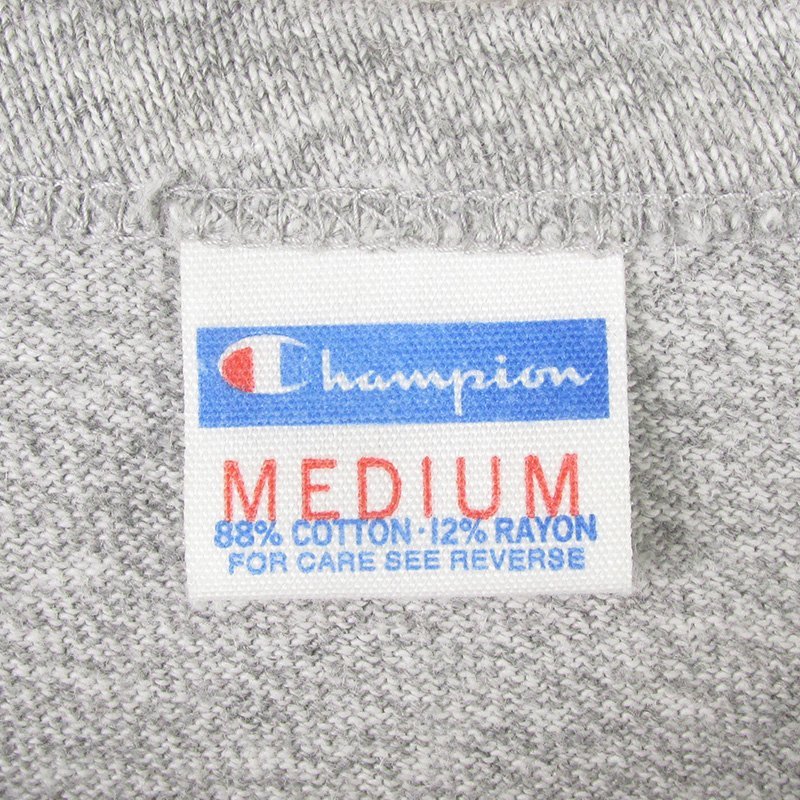 Champion
MEDIUM
88% COTTON · 12% RAYON
FOR CARE SEE REVERSE